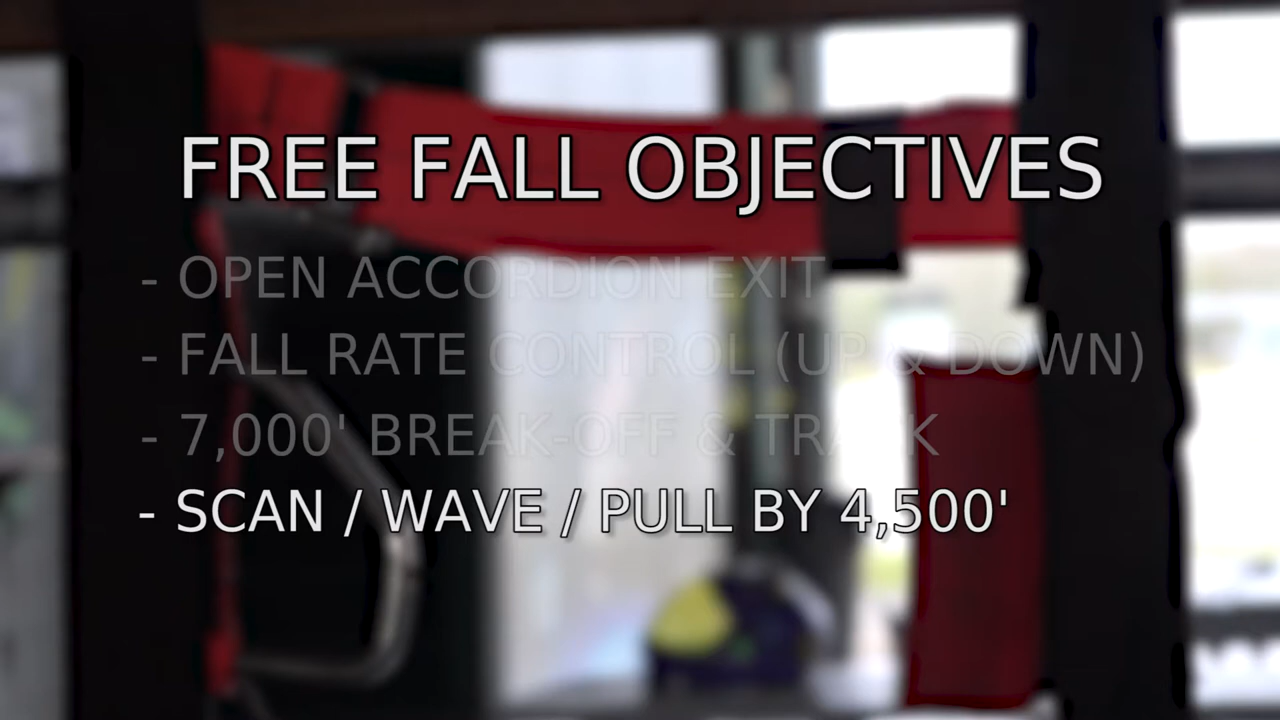 FREE FALL OBJECTIVES
- OPEN ACCORDION EXIT
- FALL RATE CONTROL (UP & DOWN)
- 7,000' BREAK-OFF & TRACK
- SCAN / WAVE / PULL BY 4,500'